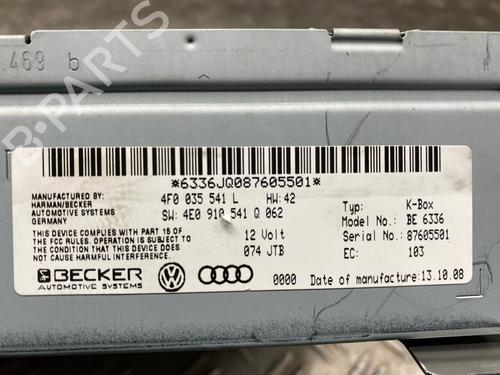 469 b
B-PARTS
*6336JQ087605501*
MANUFACTURED BY
HARMAN/BECKER
AUTOMOTIVE SYSTEMS
GERMANY
4F0 035 541 L HW: 42
SW: 4E0 910 541 Q 062
THIS DEVICE COMPLIES WITH PART 15 OF
THE FCC RULES. OPERATION IS SUBJECT TO
THE CONDITION THAT THIS DEVICE DOES
NOT CAUSE HARMFUL INTERFERENCE.
12 Volt
074 JTB
Typ: K-Box
Model No.: BE 6336
Serial No.: 87605501
EC: 103
BECKER
AUTOMOTIVE SYSTEMS
0000 Date of manufacture: 13.10.08